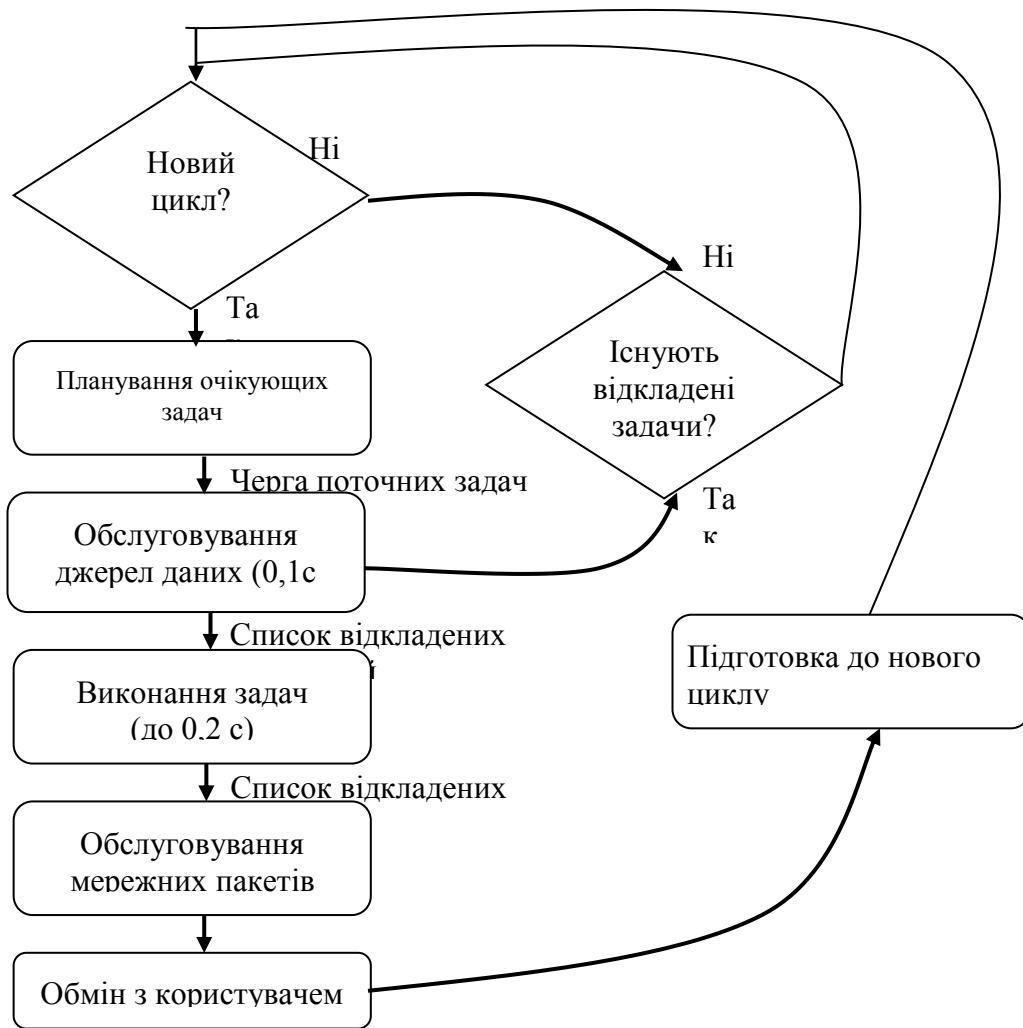 Новий
цикл?
Ні
Та
Планування очікуючих
задач
Черга поточних задач
Обслуговування
джерел даних (0,1с
Список відкладених
й
Виконання задач
(до 0,2 с)
Список відкладених
Обслуговування
мережних пакетів
Обмін з користувачем
Ні
Існують
відкладені
задачи?
Та
к
Підготовка до нового
циклу